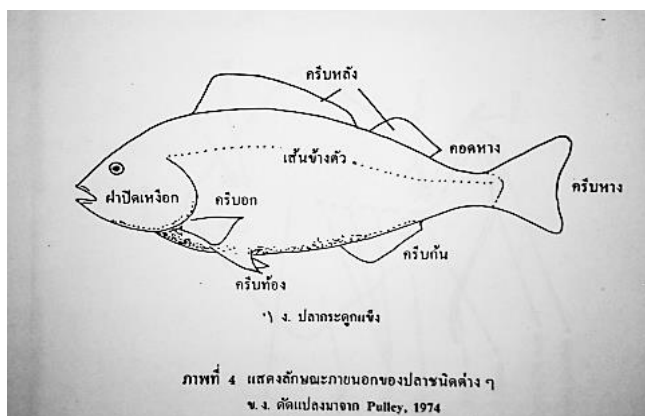 ครีบหลัง
คอดหาง
เส้นข้างตัว
ครีบหาง
ฝาปิดเหงือก
ครีบอก
ครีบก้น
ครีบท้อง
ง. ปลากระดูกแข็ง
ภาพที่ 4 แสดงลักษณะภายนอกของปลาชนิดต่าง ๆ
ข. ง. ดัดแปลงมาจาก Pulley, 1974